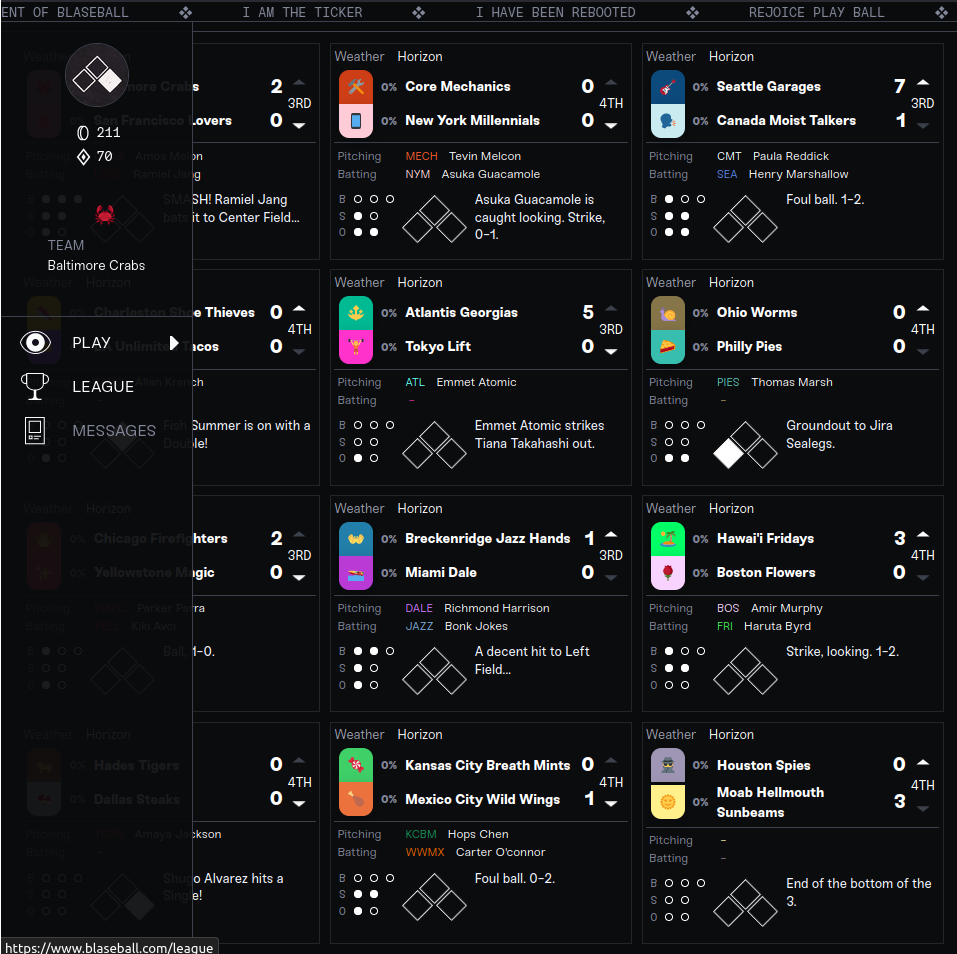 ENT OF BLASEBALL ❖ I AM THE TICKER ❖ I HAVE BEEN REBOOTED ❖ REJOICE PLAY BALL ❖
211
70
TEAM
Baltimore Crabs
PLAY
LEAGUE
MESSAGES
Weather Horizon
0% Baltimore Crabs 2
3RD
San Francisco Lovers 0
Pitching
Batting Ramiel Jang
B
S
O
SMASH! Ramiel Jang
bats it to Center Field...
Weather Horizon
0% Core Mechanics 0
4TH
0% New York Millennials 0
Pitching MECH Tevin Melcon
Batting NYM Asuka Guacamole
B
S
O
Asuka Guacamole is
caught looking. Strike,
0-1.
Weather Horizon
0% Seattle Garages 7
3RD
0% Canada Moist Talkers 1
Pitching CMT Paula Reddick
Batting SEA Henry Marshallow
B
S
O
Foul ball. 1-2.
Weather Horizon
0% Charleston Shoe Thieves 0
4TH
Unlimited Tacos 0
Pitching Allan Kranch
Batting -
B
S
O
Fish Summer is on with a
Double!
Weather Horizon
0% Atlantis Georgias 5
3RD
0% Tokyo Lift 0
Pitching ATL Emmet Atomic
Batting -
B
S
O
Emmet Atomic strikes
Tiana Takahashi out.
Weather Horizon
0% Ohio Worms 0
4TH
0% Philly Pies 0
Pitching PIES Thomas Marsh
Batting -
B
S
O
Groundout to Jira
Sealegs.
Weather Horizon
0% Chicago Firefighters 2
3RD
0% Yellowstone Magic 0
Pitching Parker Parra
Batting Kiki
B
S
O
Ball. 1-0.
Weather Horizon
0% Breckenridge Jazz Hands 1
3RD
0% Miami Dale 0
Pitching DALE Richmond Harrison
Batting JAZZ Bonk Jokes
B
S
O
A decent hit to Left
Field...
Weather Horizon
0% Hawai'i Fridays 3
4TH
0% Boston Flowers 0
Pitching BOS Amir Murphy
Batting FRI Haruta Byrd
B
S
O
Strike, looking. 1-2.
Weather Horizon
0% Hades Tigers 0
4TH
0% Dallas Steaks 0
Pitching Amaya Jackson
Batting -
B
S
O
Shugo Alvarez hits a
Single!
Weather Horizon
0% Kansas City Breath Mints 0
4TH
0% Mexico City Wild Wings 1
Pitching KCBM Hops Chen
Batting WWMX Carter O'connor
B
S
O
Foul ball. 0-2.
Weather Horizon
0% Houston Spies 0
4TH
0% Moab Hellmouth
Sunbeams 3
Pitching -
Batting -
B
S
O
End of the bottom of the
3.
https://www.blaseball.com/league